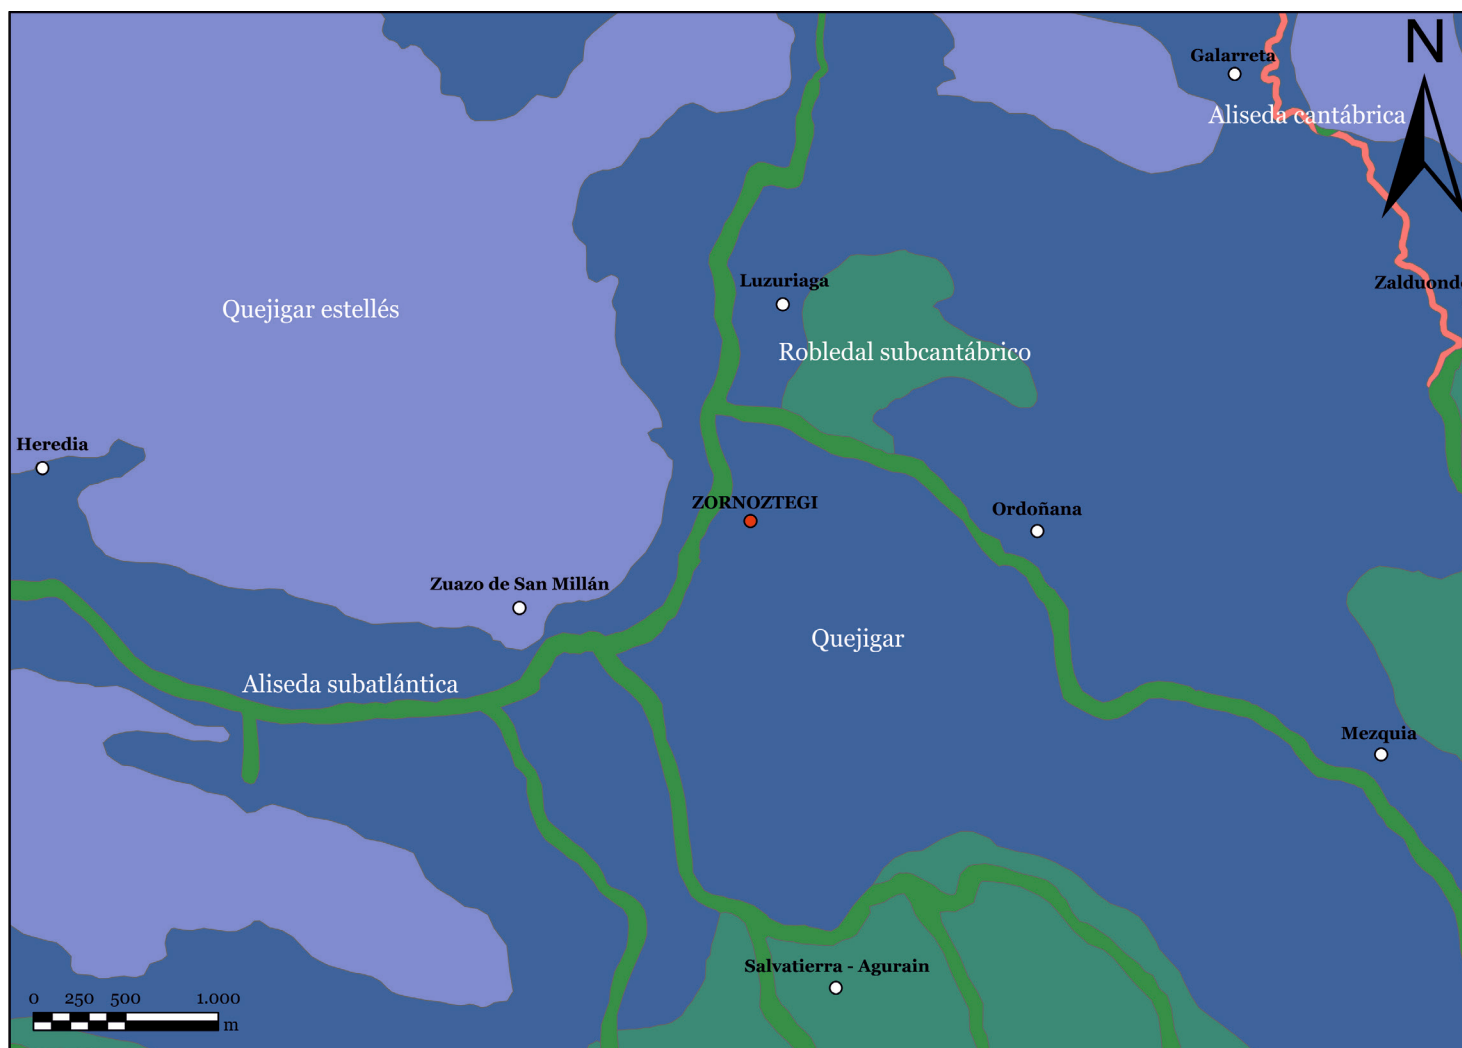 N
Galarreta
Aliseda cantábrica
Luzuriaga
Zalduondo
Quejigar estellés
Robledal subcantábrico
Heredia
ZORNOZTEGI
Ordoñana
Zuazo de San Millán
Quejigar
Aliseda subatlántica
Mezquia
Salvatierra - Agurain
0 250 500 1.000
m